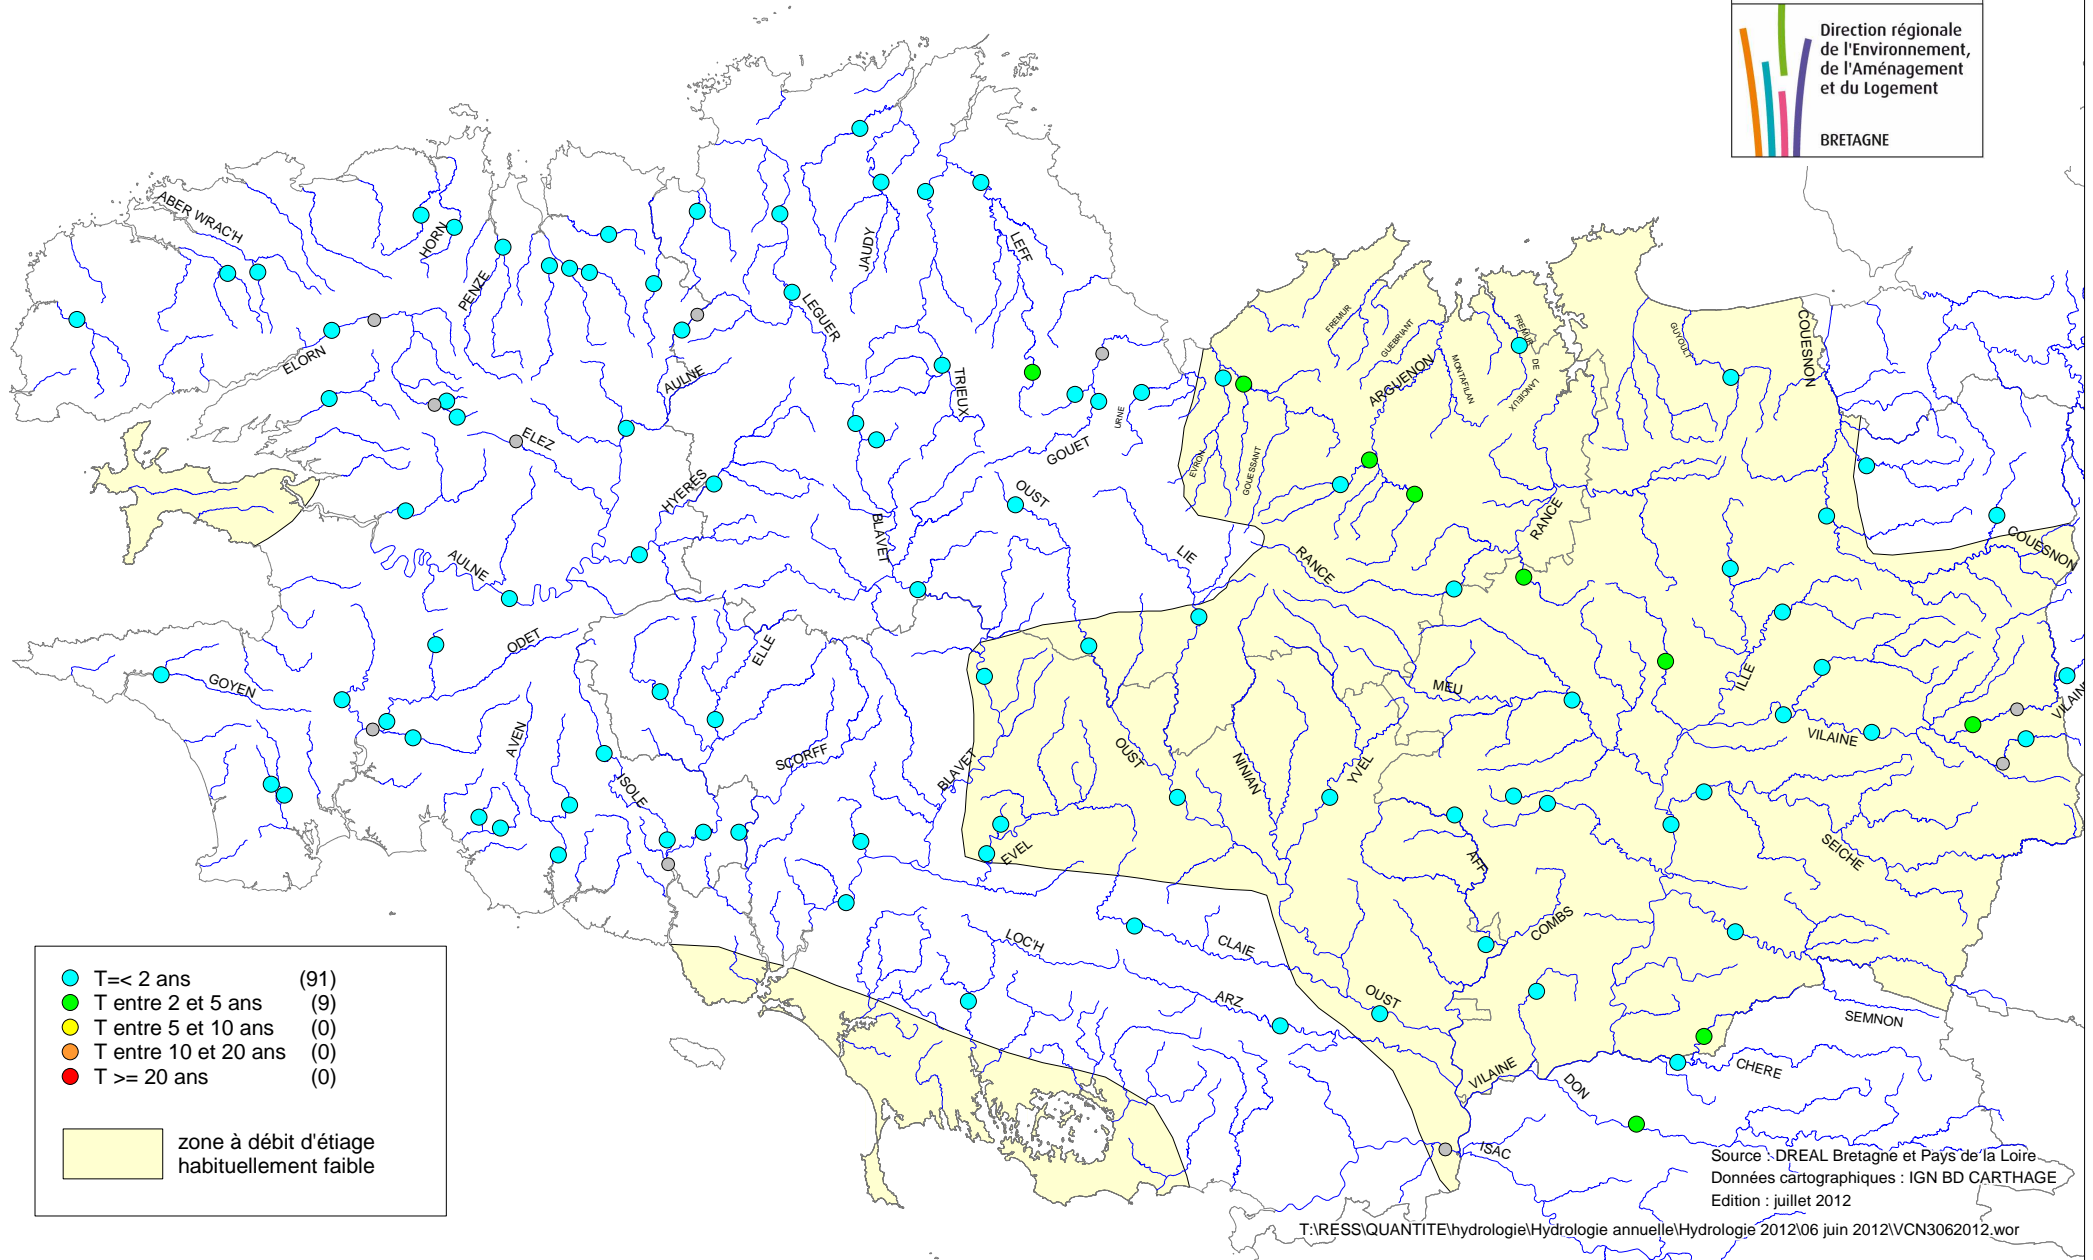 Direction régionale
de l'Environnement,
de l'Aménagement
et du Logement
BRETAGNE
ABER WRAC'H
HORN
PENZE
ELORN
JAUDY
LEFF
LEGUER
AULNE
TRIEUX
ELEZ
HYERES
BLAVET
GOUET
URNE
OUST
LIE
EVRON
GOUESSANT
FREMUR
GUEBRIANT
ARGUENON
MONTAFILAN
FREMUR
DE
LANCIEUX
GUYOULT
COUESNON
RANCE
RANCE
COUESNON
AULNE
ODET
ELLE
GOYEN
AVEN
ISOLE
SCORFF
BLAVET
EVEL
OUST
NINIAN
YVEL
MEU
ILLE
VILAINE
VILAINE
SEICHE
AFF
COMBS
LOC'H
CLAIE
ARZ
OUST
VILAINE
DON
CHERE
SEMNON
ISAC
T=< 2 ans (91)
T entre 2 et 5 ans (9)
T entre 5 et 10 ans (0)
T entre 10 et 20 ans (0)
T >= 20 ans (0)
zone à débit d'étiage
habituellement faible
Source : DREAL Bretagne et Pays de la Loire
Données cartographiques : IGN BD CARTHAGE
Edition : juillet 2012
T:\RESS\QUANTITE\hydrologie\Hydrologie annuelle\Hydrologie 2012\06 juin 2012\VCN3062012.wor